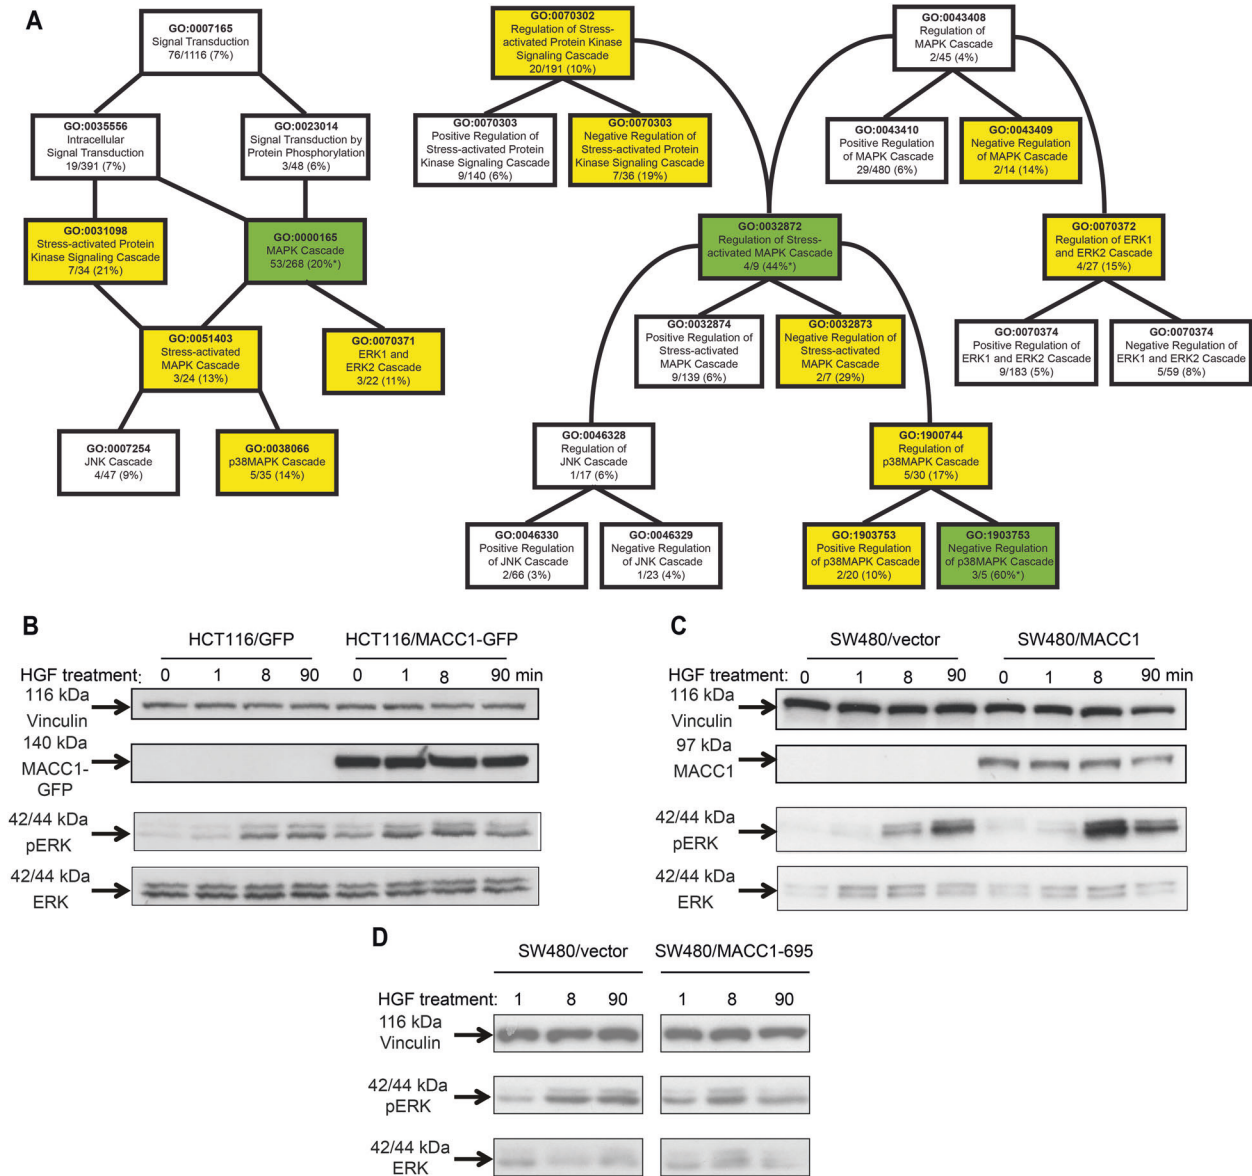 A
GO:0007165
Signal Transduction
76/1116 (7%)
GO:0035556
Intracellular
Signal Transduction
19/391 (7%)
GO:0023014
Signal Transduction by
Protein Phosphorylation
3/48 (6%)
GO:0031098
Stress-activated Protein
Kinase Signaling Cascade
7/34 (21%)
GO:0000165
MAPK Cascade
53/268 (20%*)
GO:0051403
Stress-activated
MAPK Cascade
3/24 (13%)
GO:0070371
ERK1 and
ERK2 Cascade
3/22 (11%)
GO:0007254
JNK Cascade
4/47 (9%)
GO:0038066
p38MAPK Cascade
5/35 (14%)
GO:0070302
Regulation of Stress-
activated Protein Kinase
Signaling Cascade
20/191 (10%)
GO:0070303
Positive Regulation of
Stress-activated Protein
Kinase Signaling Cascade
9/140 (6%)
GO:0070303
Negative Regulation of
Stress-activated Protein
Kinase Signaling Cascade
7/36 (19%)
GO:0043408
Regulation of
MAPK Cascade
2/45 (4%)
GO:0043410
Positive Regulation
of MAPK Cascade
29/480 (6%)
GO:0043409
Negative Regulation
of MAPK Cascade
2/14 (14%)
GO:0032872
Regulation of Stress-
activated MAPK Cascade
4/9 (44%*)
GO:0070372
Regulation of ERK1
and ERK2 Cascade
4/27 (15%)
GO:0032874
Positive Regulation of
Stress-activated MAPK
MAPK Cascade
9/139 (6%)
GO:0032873
Negative Regulation of
Stress-activated MAPK
MAPK Cascade
2/7 (29%)
GO:0070374
Positive Regulation of
ERK1 and ERK2 Cascade
9/183 (5%)
GO:0070374
Negative Regulation of
ERK1 and ERK2 Cascade
5/59 (8%)
GO:0046328
Regulation of
JNK Cascade
1/17 (6%)
GO:1900744
Regulation of
p38MAPK Cascade
5/30 (17%)
GO:0046330
Positive Regulation
of JNK Cascade
2/66 (3%)
GO:0046329
Negative Regulation
of JNK Cascade
1/23 (4%)
GO:1903753
Positive Regulation
of p38MAPK Cascade
2/20 (10%)
GO:1903753
Negative Regulation
of p38MAPK Cascade
3/5 (60%*)
B
HCT116/GFP HCT116/MACC1-GFP
HGF treatment: 0 1 8 90 0 1 8 90 min
116 kDa
Vinculin
140 kDa
MACC1-
GFP
42/44 kDa
pERK
42/44 kDa
ERK
C
SW480/vector SW480/MACC1
HGF treatment: 0 1 8 90 0 1 8 90 min
116 kDa
Vinculin
97 kDa
MACC1
42/44 kDa
pERK
42/44 kDa
ERK
D
SW480/vector SW480/MACC1-695
HGF treatment: 1 8 90 1 8 90
116 kDa
Vinculin
42/44 kDa
pERK
42/44 kDa
ERK